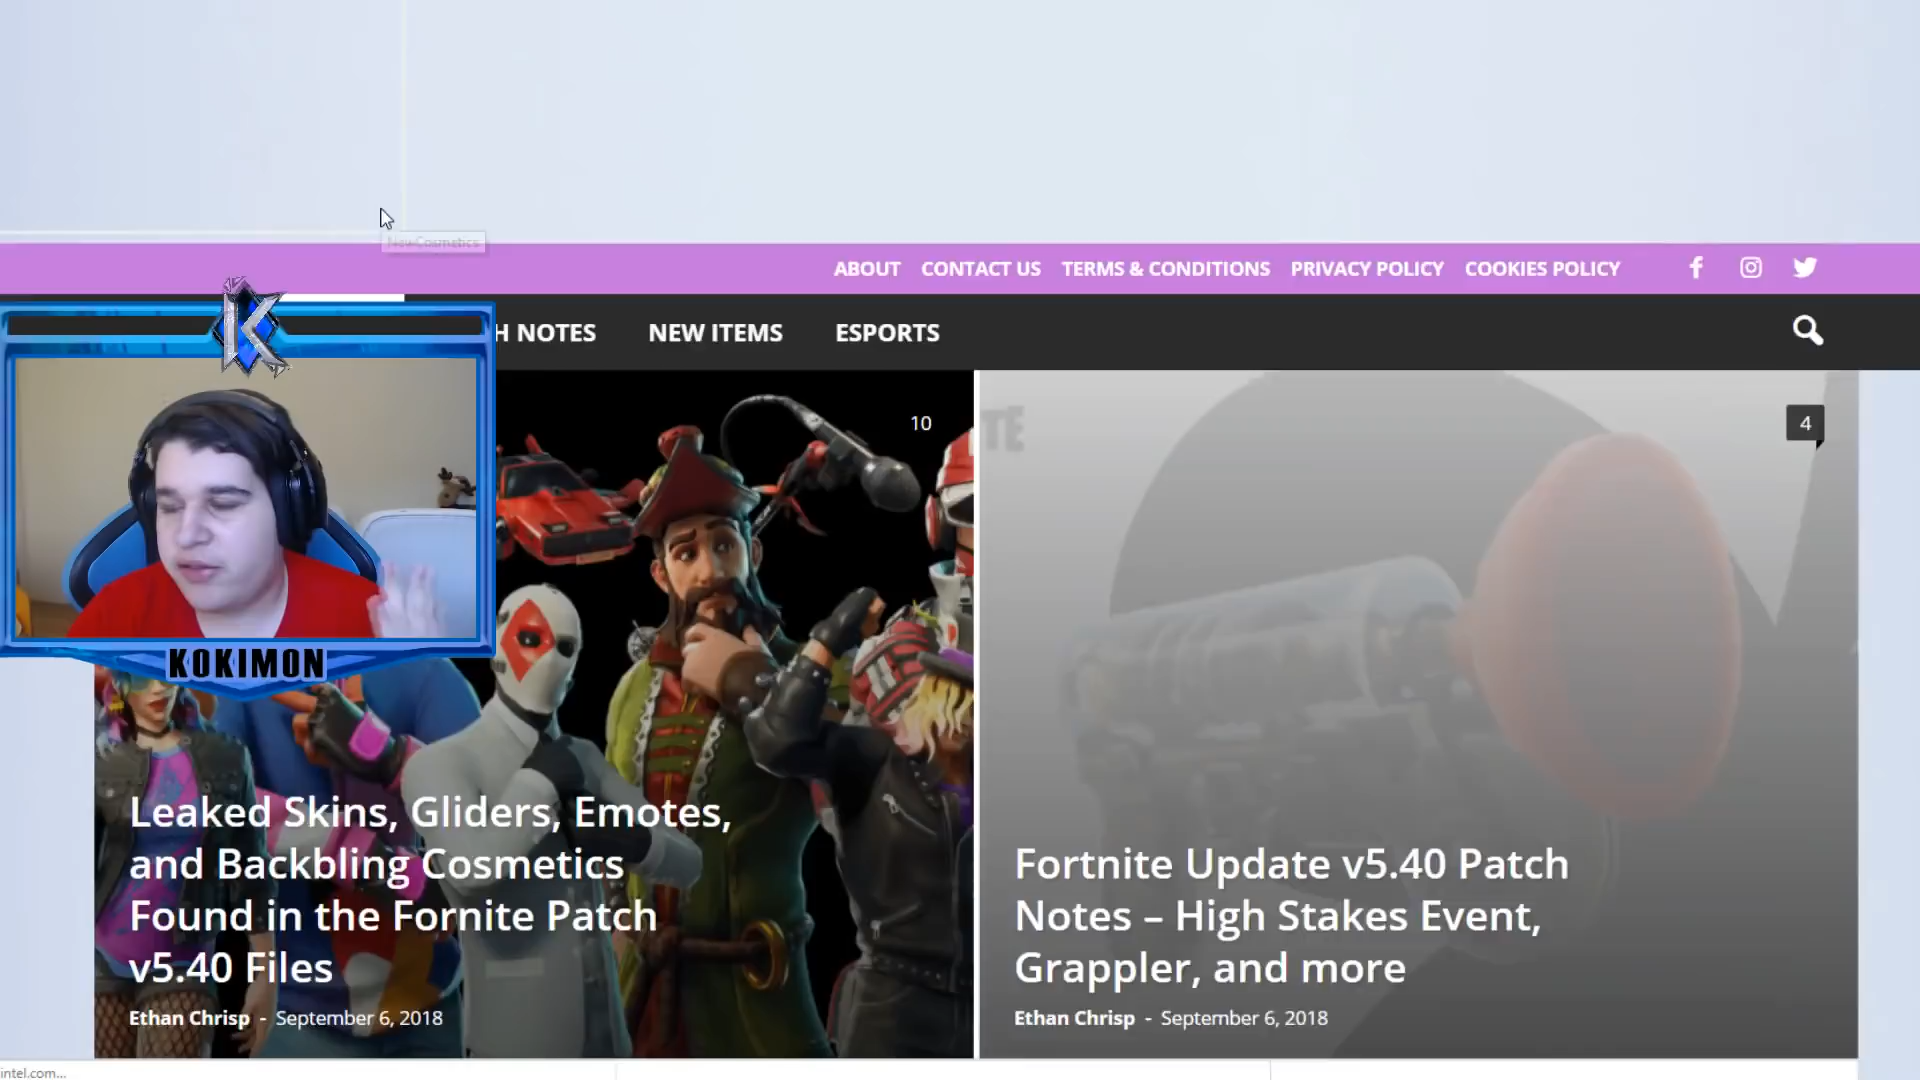 NewCosmetics
ABOUT CONTACT US TERMS & CONDITIONS PRIVACY POLICY COOKIES POLICY
H NOTES NEW ITEMS ESPORTS
K
10
TE
4
KOKIMON
Leaked Skins, Gliders, Emotes,
and Backbling Cosmetics
Found in the Fornite Patch
v5.40 Files
Ethan Chrisp - September 6, 2018
Fortnite Update v5.40 Patch
Notes – High Stakes Event,
Grappler, and more
Ethan Chrisp - September 6, 2018
intel.com...